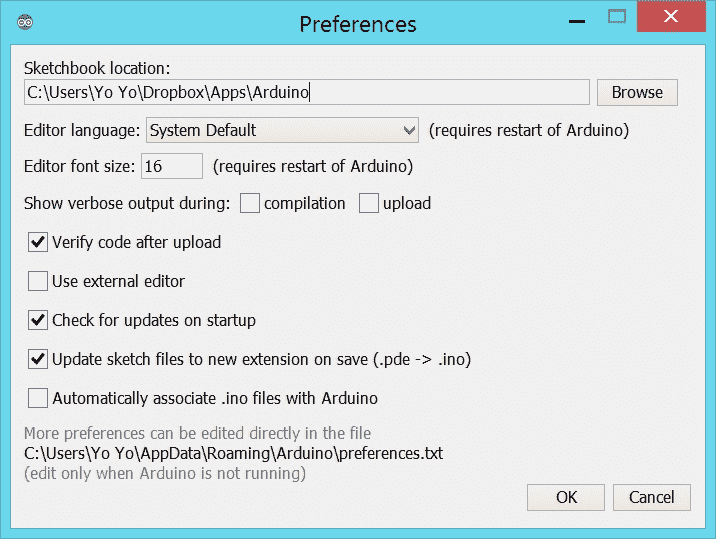 Preferences
Sketchbook location:
C:\Users\Yo Yo\Dropbox\Apps\Arduino
Browse
Editor language: System Default (requires restart of Arduino)
Editor font size: 16 (requires restart of Arduino)
Show verbose output during: compilation upload
Verify code after upload
Use external editor
Check for updates on startup
Update sketch files to new extension on save (.pde -> .ino)
Automatically associate .ino files with Arduino
More preferences can be edited directly in the file
C:\Users\Yo Yo\AppData\Roaming\Arduino\preferences.txt
(edit only when Arduino is not running)
OK Cancel